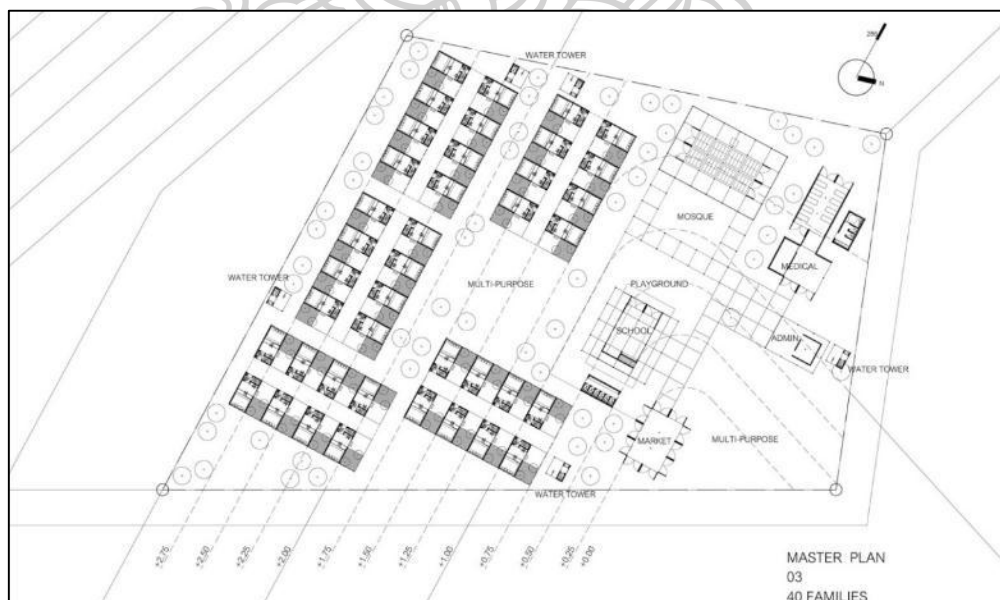 WATER TOWER
N
MOSQUE
MEDICAL
WATER TOWER
MULTI-PURPOSE
PLAYGROUND
SCHOOL
ADMIN
WATER TOWER
MARKET
MULTI-PURPOSE
WATER TOWER
+2.75
+2.50
+2.25
+2.00
+1.75
+1.50
+1.25
+1.00
+0.75
+0.50
+0.25
+0.00
MASTER PLAN
03
40 FAMILIES